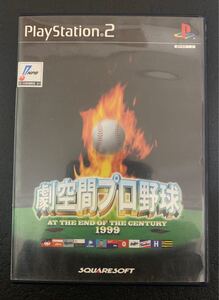 PlayStation 2
劇空間プロ野球
AT THE END OF THE CENTURY
1999
SQUARESOFT